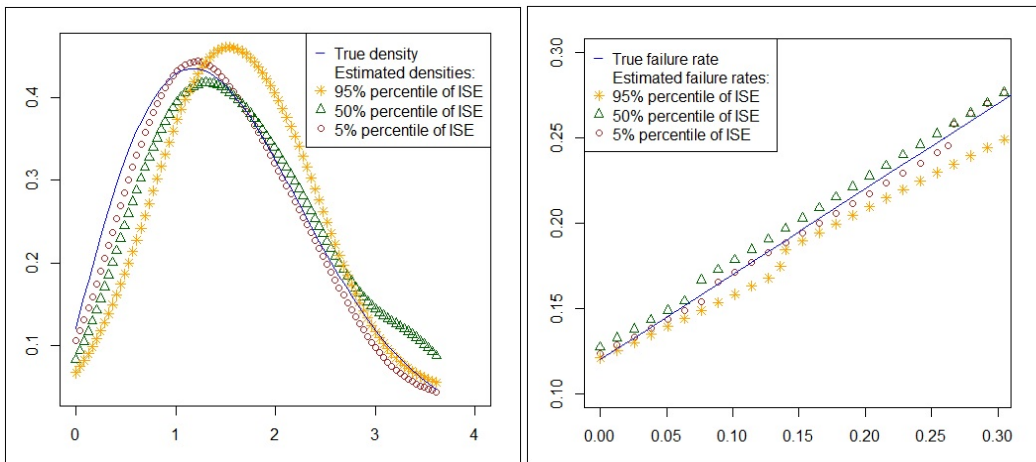 True density
Estimated densities:
95% percentile of ISE
50% percentile of ISE
5% percentile of ISE
0.4
0.3
0.2
0.1
0 1 2 3 4
True failure rate
Estimated failure rates:
95% percentile of ISE
50% percentile of ISE
5% percentile of ISE
0.30
0.25
0.20
0.15
0.10
0.00 0.05 0.10 0.15 0.20 0.25 0.30